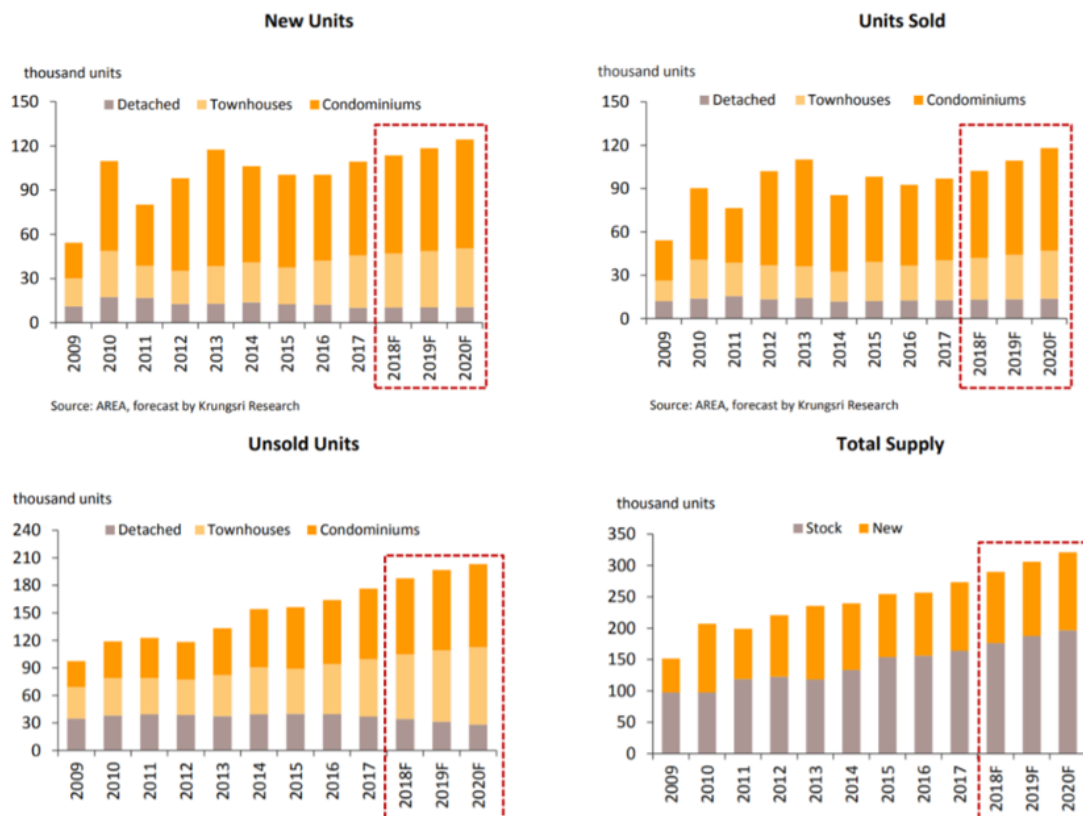 New Units
thousand units
Detached Townhouses Condominiums
150
120
90
60
30
0
2009 2010 2011 2012 2013 2014 2015 2016 2017 2018F 2019F 2020F
Source: AREA, forecast by Krungsri Research
Units Sold
thousand units
Detached Townhouses Condominiums
150
120
90
60
30
0
2009 2010 2011 2012 2013 2014 2015 2016 2017 2018F 2019F 2020F
Source: AREA, forecast by Krungsri Research
Unsold Units
thousand units
Detached Townhouses Condominiums
240
210
180
150
120
90
60
30
0
2009 2010 2011 2012 2013 2014 2015 2016 2017 2018F 2019F 2020F
Total Supply
thousand units
Stock New
350
300
250
200
150
100
50
0
2009 2010 2011 2012 2013 2014 2015 2016 2017 2018F 2019F 2020F